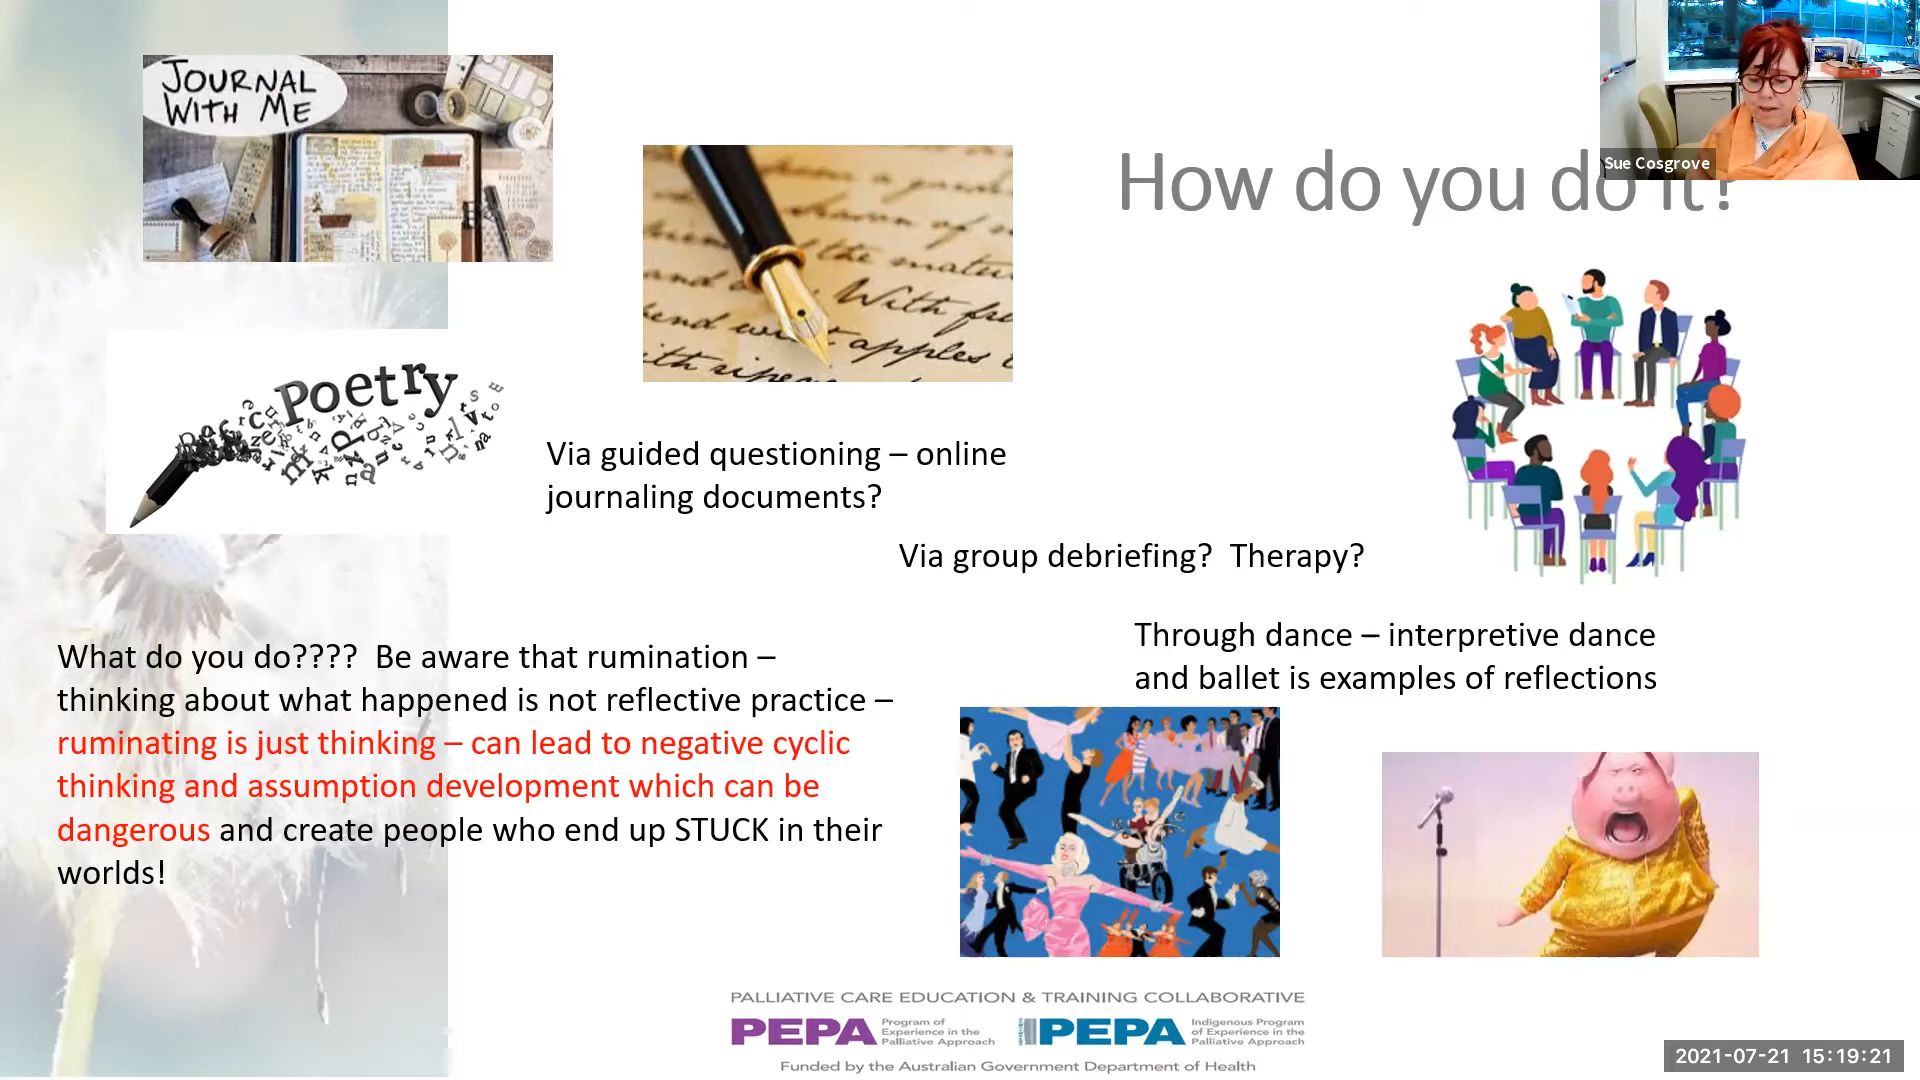 JOURNAL
WITH ME
How do you do it?
Sue Cosgrove
Poetry
With
apples
Via guided questioning – online
journaling documents?
Via group debriefing?  Therapy?
Through dance – interpretive dance
and ballet is examples of reflections
What do you do????  Be aware that rumination –
thinking about what happened is not reflective practice –
ruminating is just thinking – can lead to negative cyclic
thinking and assumption development which can be
dangerous and create people who end up STUCK in their
worlds!
PALLIATIVE CARE EDUCATION & TRAINING COLLABORATIVE
PEPA
Program of
Experience in the
Palliative Approach
IPEPA
Indigenous Program
of Experience in the
Palliative Approach
Funded by the Australian Government Department of Health
2021-07-21 15:19:21